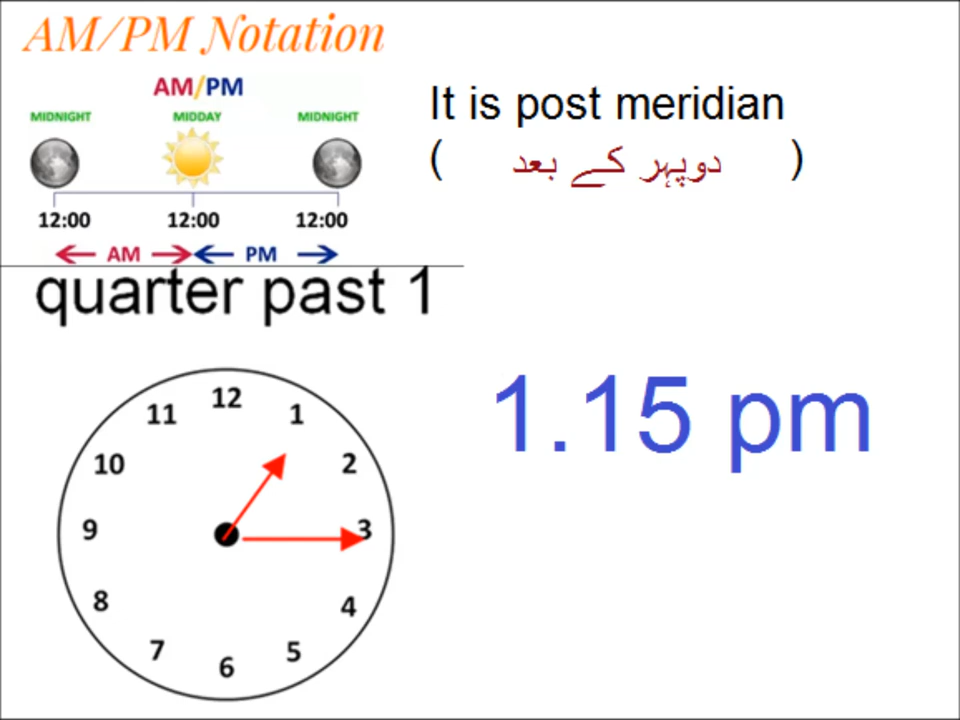 AM/PM Notation
AM/PM
MIDNIGHT MIDDAY MIDNIGHT
12:00 12:00 12:00
AM PM
It is post meridian
( دوپہر کے بعد )
quarter past 1
1.15 pm
12
11 1
10 2
9 3
8 4
7 5
6